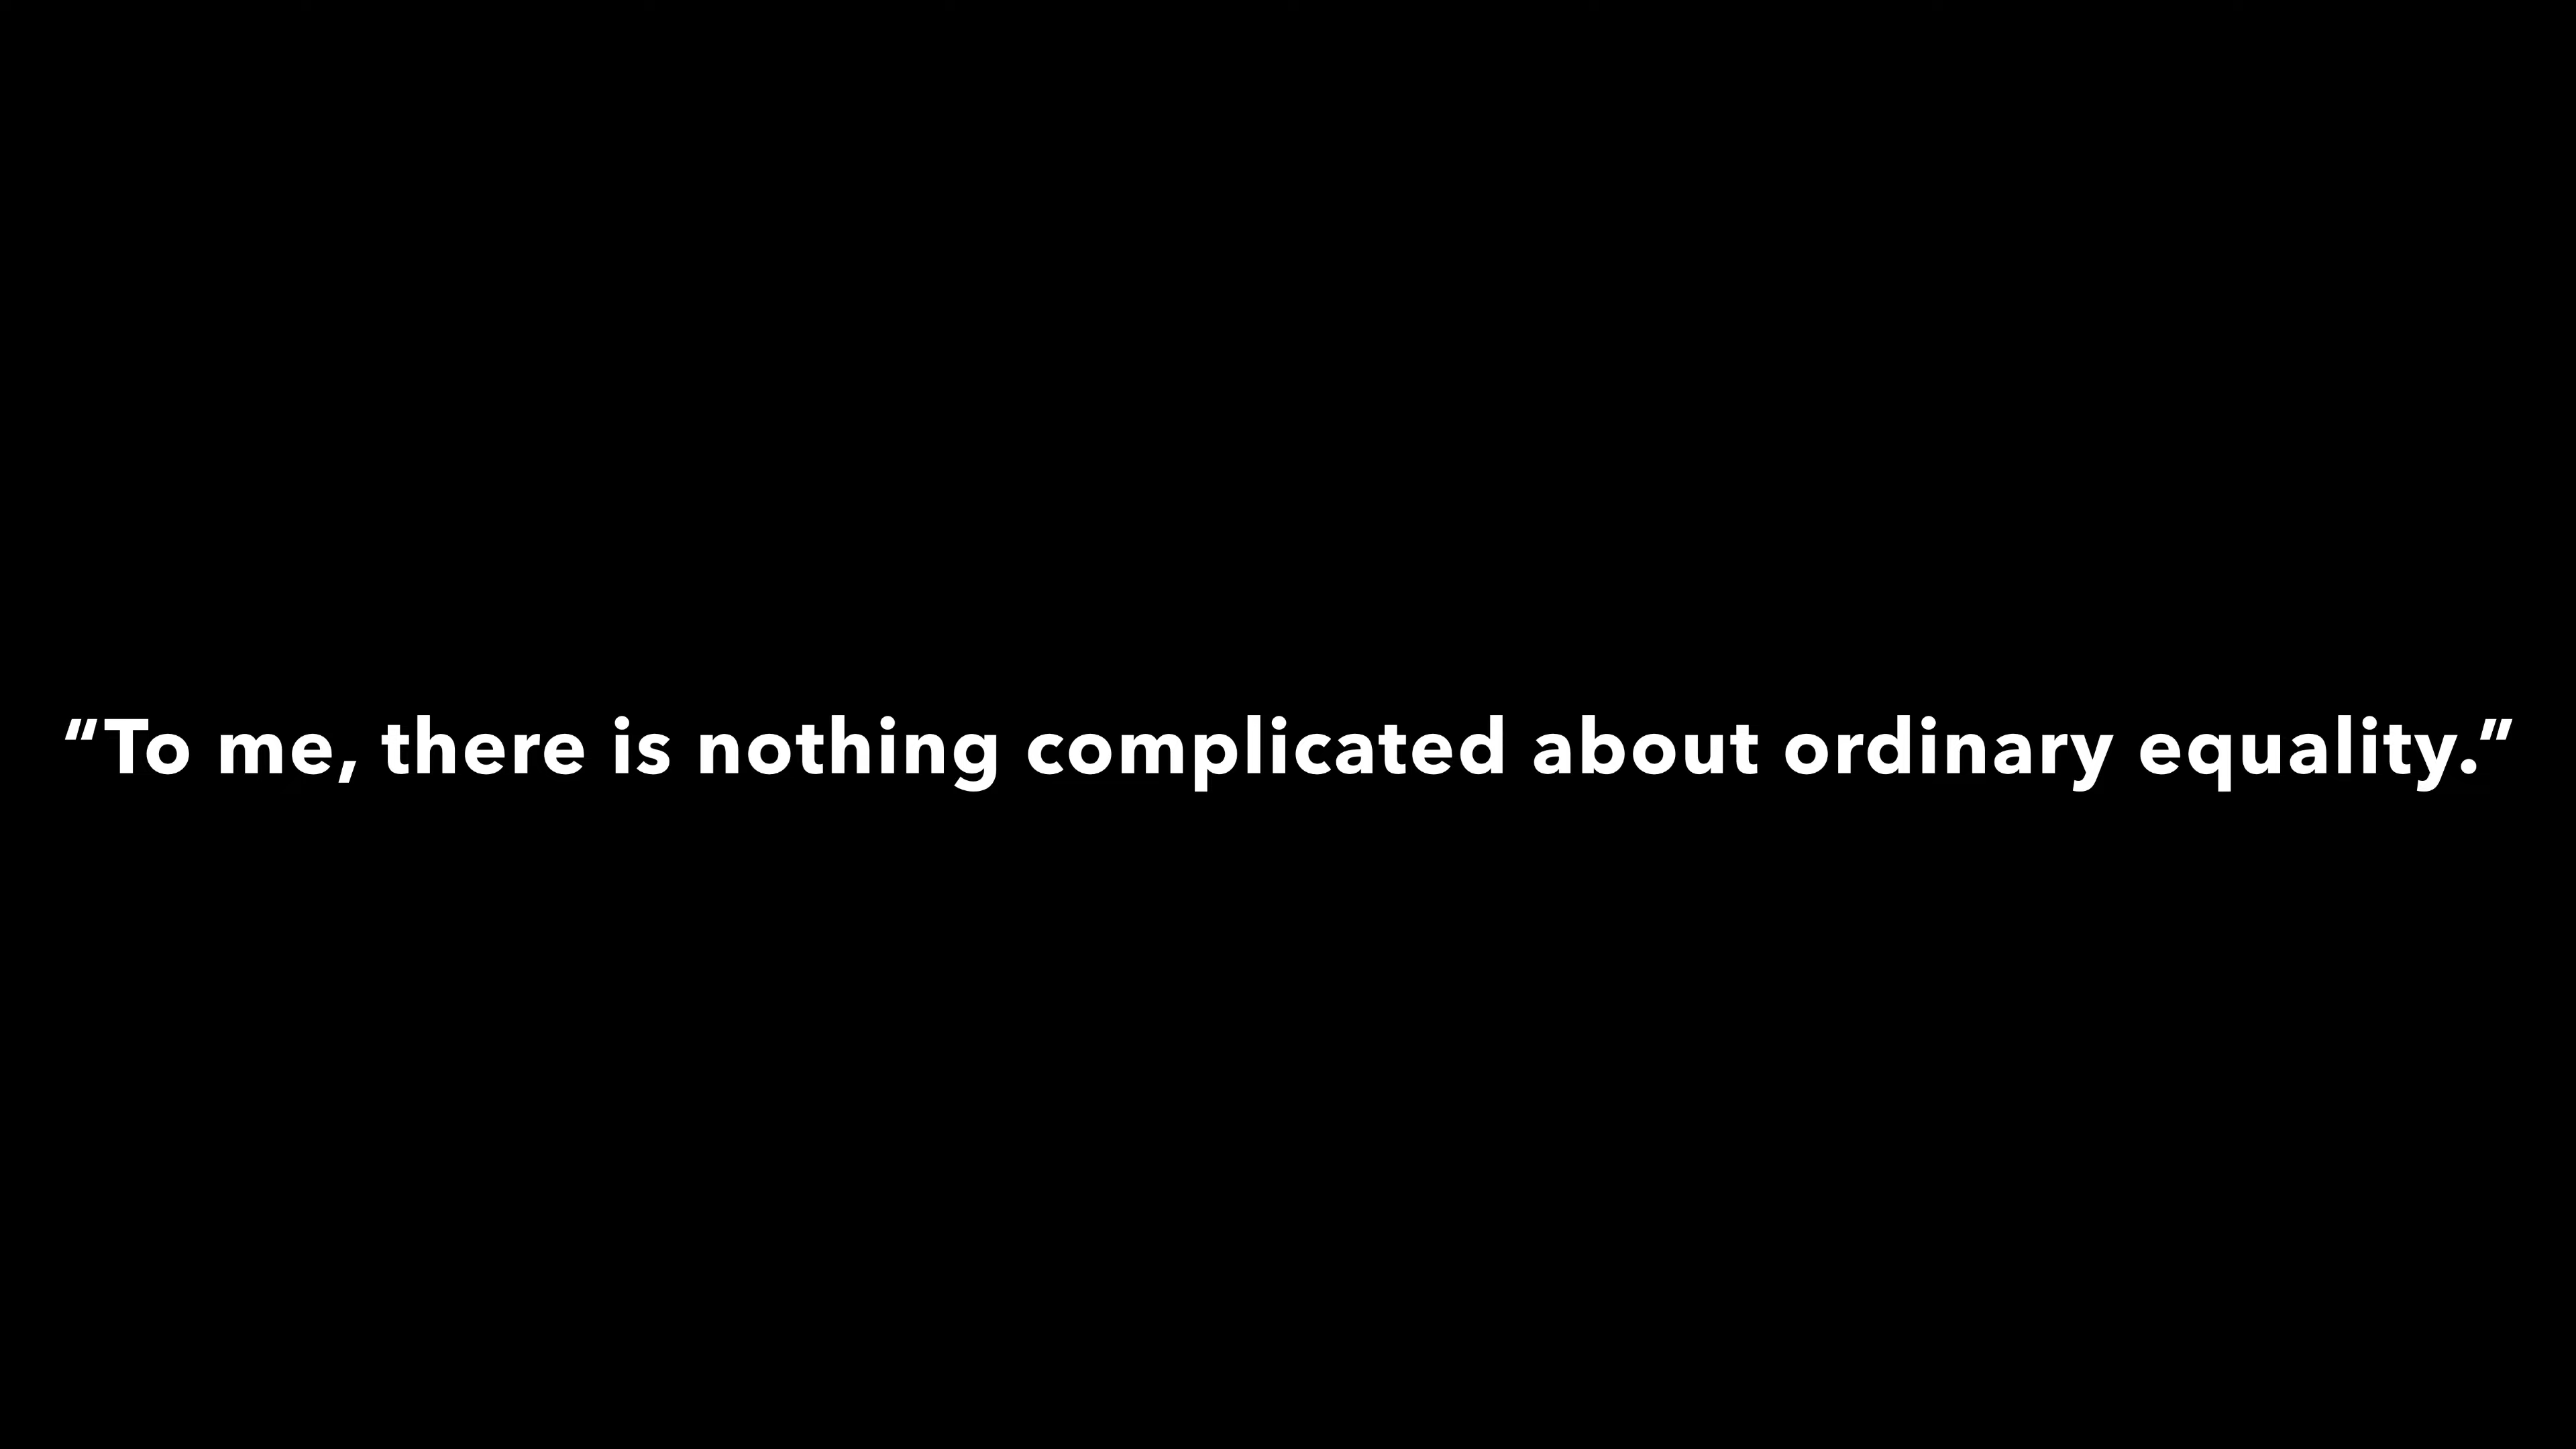 “To me, there is nothing complicated about ordinary equality.”